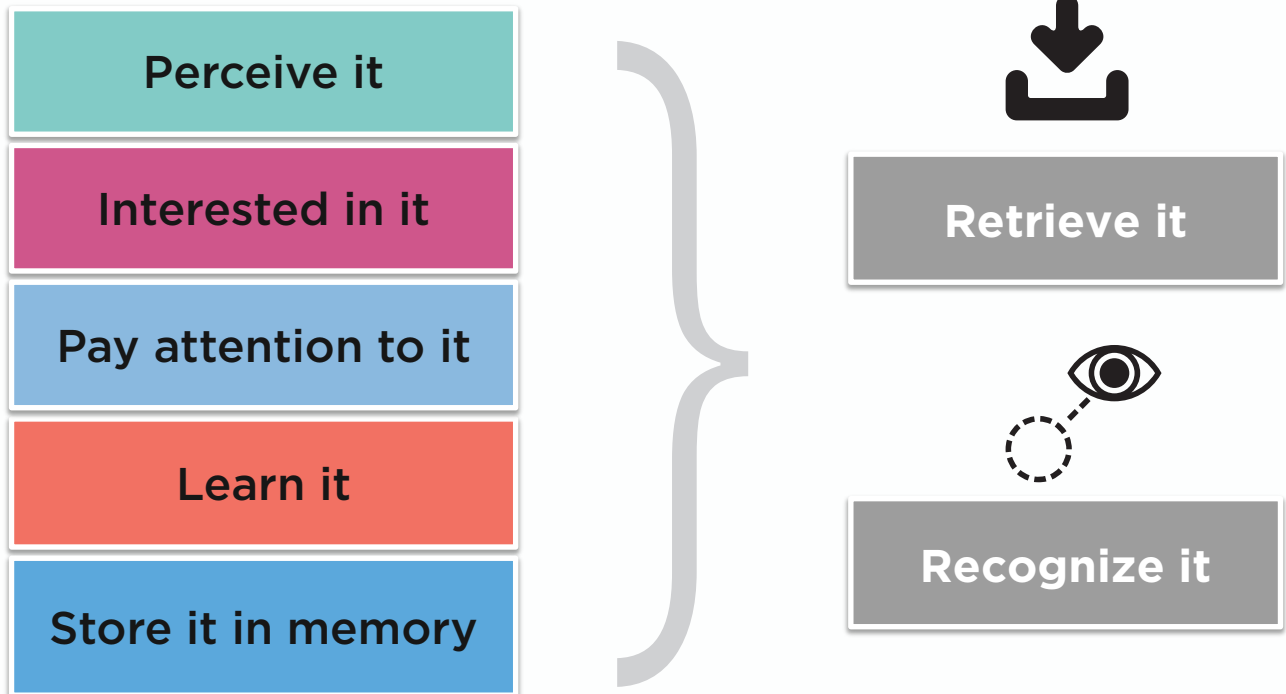 Perceive it
Interested in it
Pay attention to it
Learn it
Store it in memory
Retrieve it
Recognize it